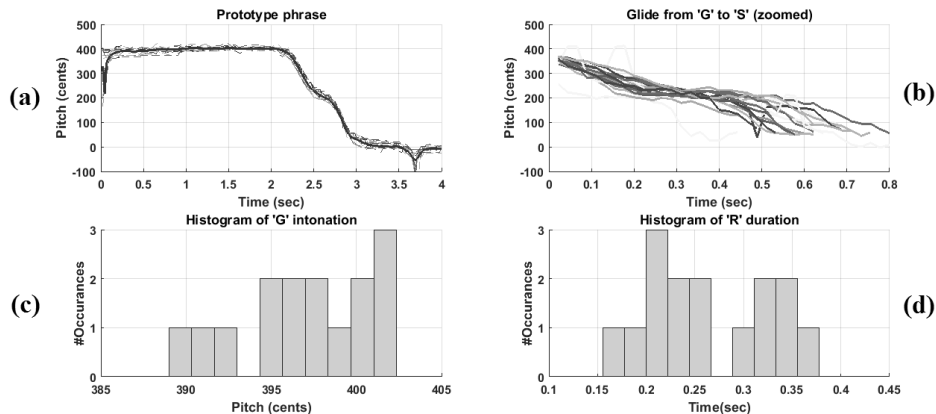 Prototype phrase
500
400
300
200
100
0
-100
Pitch (cents)
0 0.5 1 1.5 2 2.5 3 3.5 4
Time (sec)
(a)
Glide from 'G' to 'S' (zoomed)
500
400
300
200
100
0
-100
Pitch (cents)
0 0.1 0.2 0.3 0.4 0.5 0.6 0.7 0.8
Time (sec)
(b)
Histogram of 'G' intonation
3
2
1
0
#Occurances
385 390 395 400 405
Pitch (cents)
(c)
Histogram of 'R' duration
3
2
1
0
#Occurances
0.1 0.15 0.2 0.25 0.3 0.35 0.4 0.45
Time(sec)
(d)